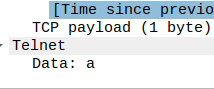 [Time since previo
TCP payload (1 byte)
Telnet
Data: a